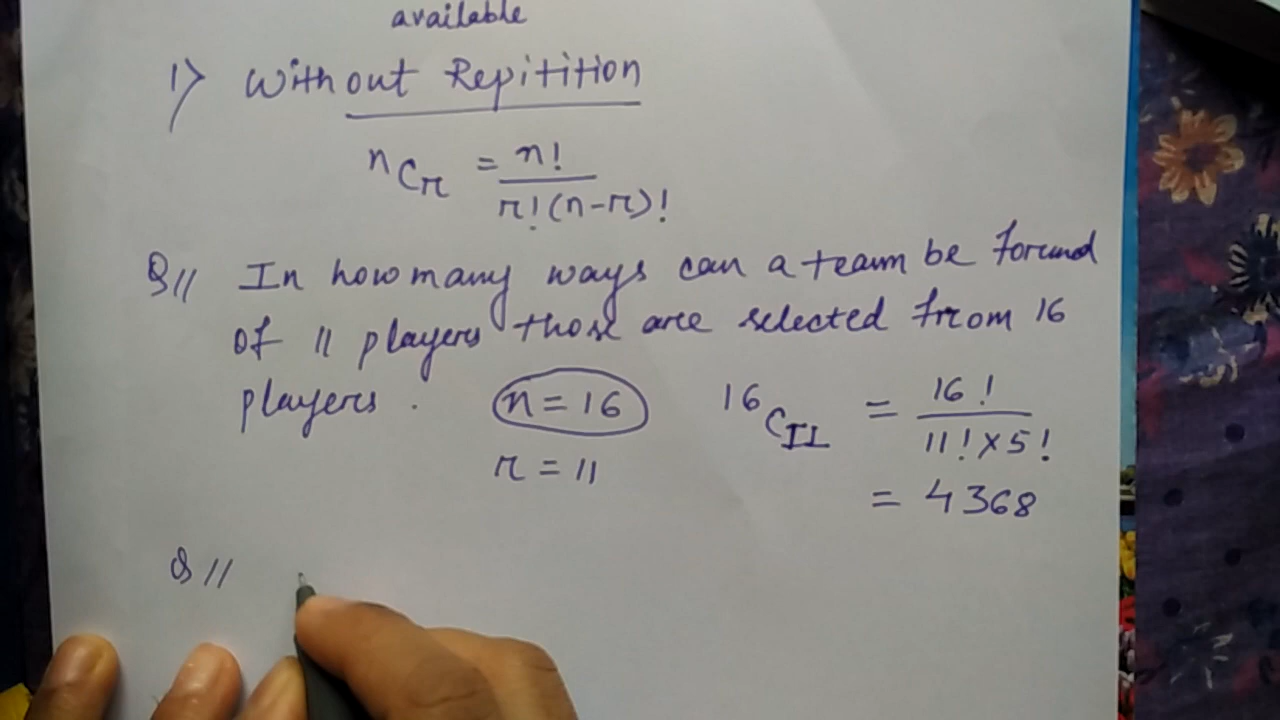 available
1) Without Repitition
nCr = n! / r!(n-r)!
Q// In how many ways can a team be forumd
of 11 players those are selected from 16
players. n = 16 16C11 = 16! / 11! x 5!
r = 11 = 4368
Q//